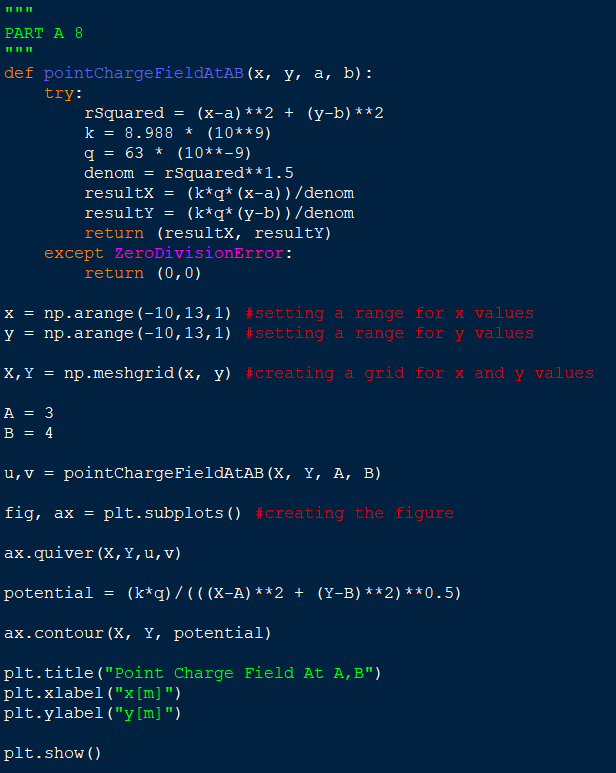 """
PART A 8
"""
def pointChargeFieldAtAB(x, y, a, b):
    try:
        rSquared = (x-a)**2 + (y-b)**2
        k = 8.988 * (10**9)
        q = 63 * (10**-9)
        denom = rSquared**1.5
        resultX = (k*q*(x-a))/denom
        resultY = (k*q*(y-b))/denom
        return (resultX, resultY)
    except ZeroDivisionError:
        return (0,0)

x = np.arange(-10,13,1) #setting a range for x values
y = np.arange(-10,13,1) #setting a range for y values

X,Y = np.meshgrid(x, y) #creating a grid for x and y values

A = 3
B = 4

u,v = pointChargeFieldAtAB(X, Y, A, B)

fig, ax = plt.subplots() #creating the figure

ax.quiver(X,Y,u,v)

potential = (k*q)/(((X-A)**2 + (Y-B)**2)**0.5)

ax.contour(X, Y, potential)

plt.title("Point Charge Field At A,B")
plt.xlabel("x[m]")
plt.ylabel("y[m]")

plt.show()